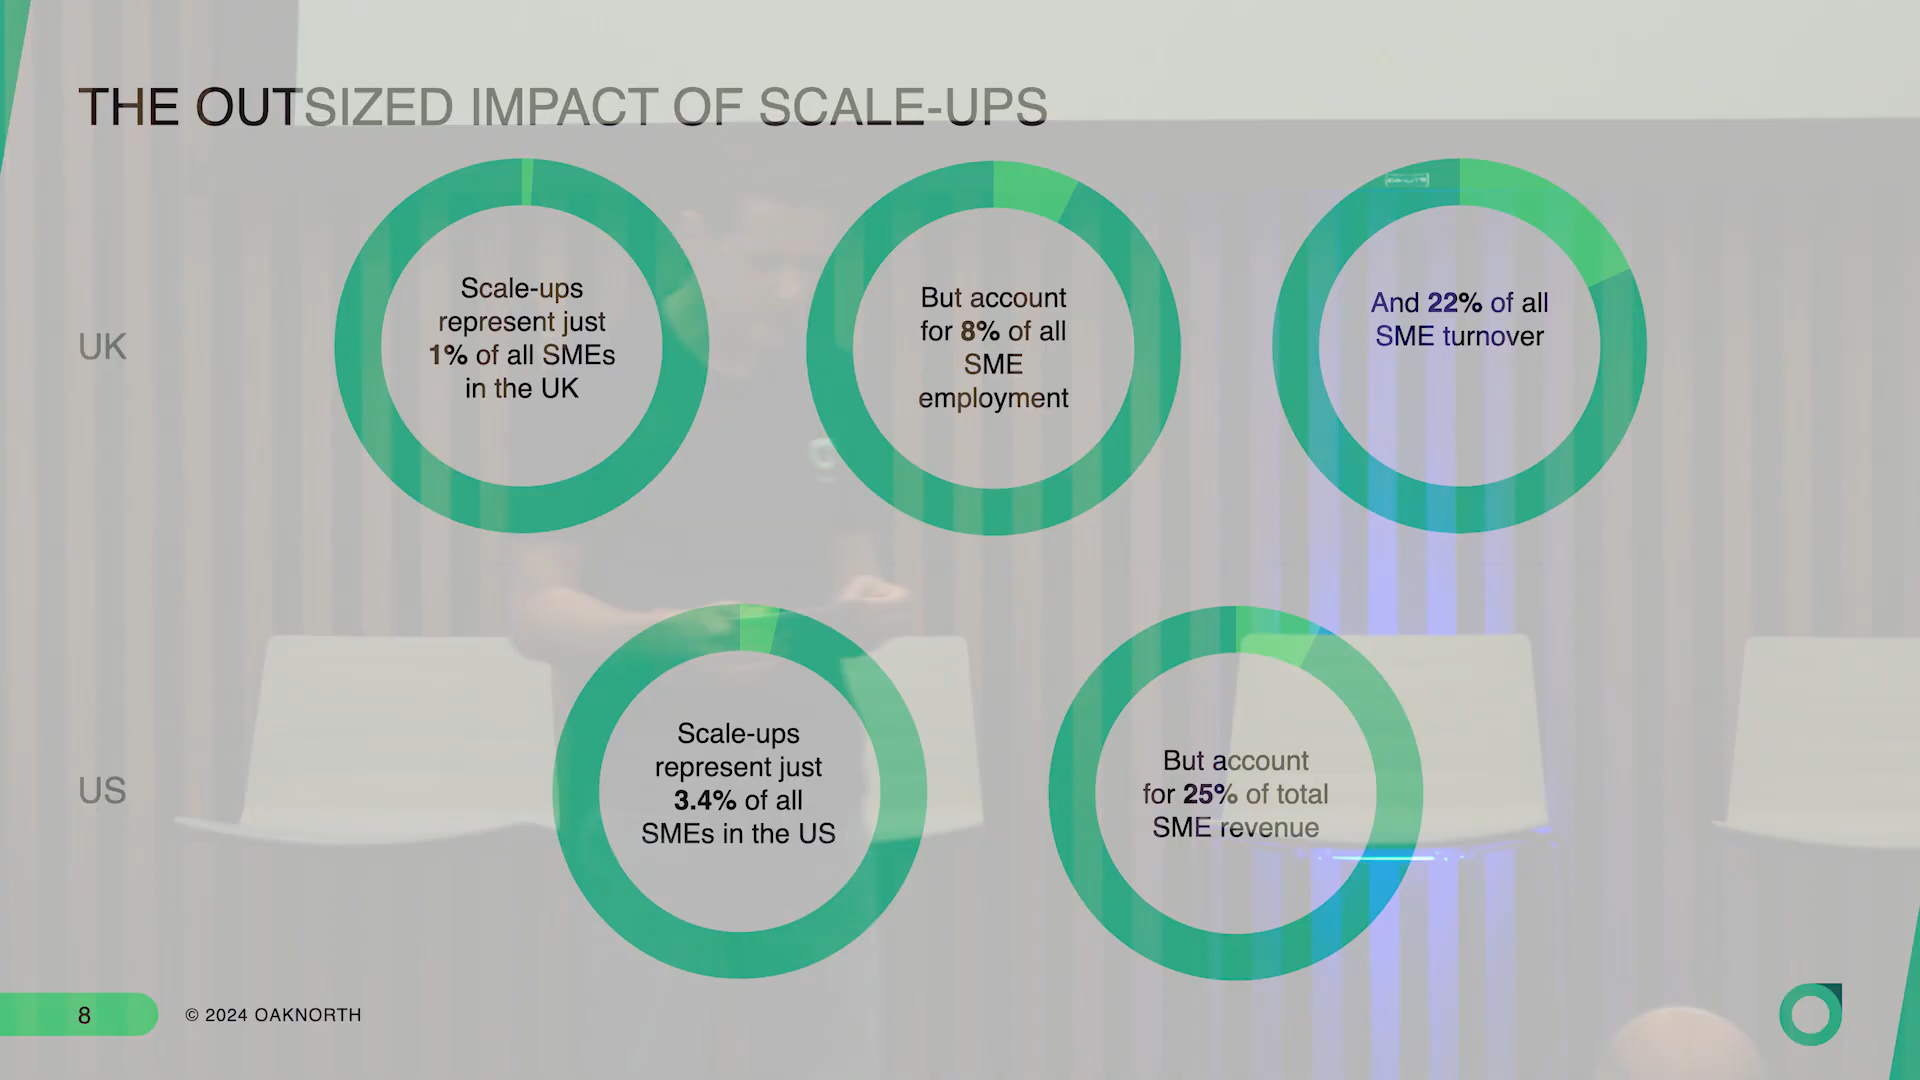 THE OUTSIZED IMPACT OF SCALE-UPS
UK
Scale-ups
represent just
1% of all SMEs
in the UK
But account
for 8% of all
SME
employment
And 22% of all
SME turnover
US
Scale-ups
represent just
3.4% of all
SMEs in the US
But account
for 25% of total
SME revenue
8
© 2024 OAKNORTH